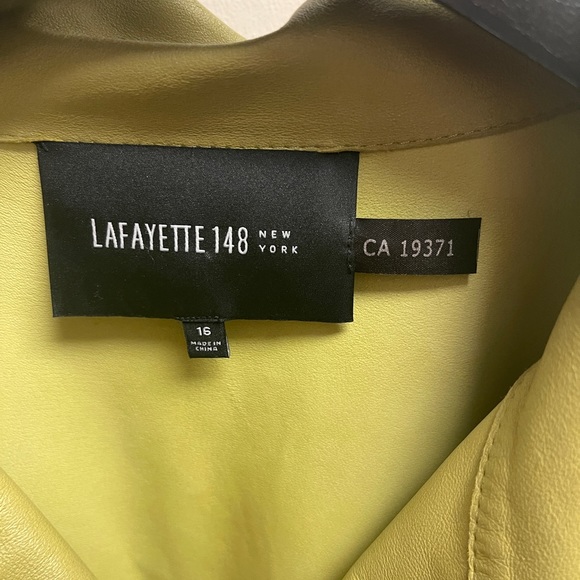 LAFAYETTE 148 NEW YORK
CA 19371
16
MADE IN
CHINA